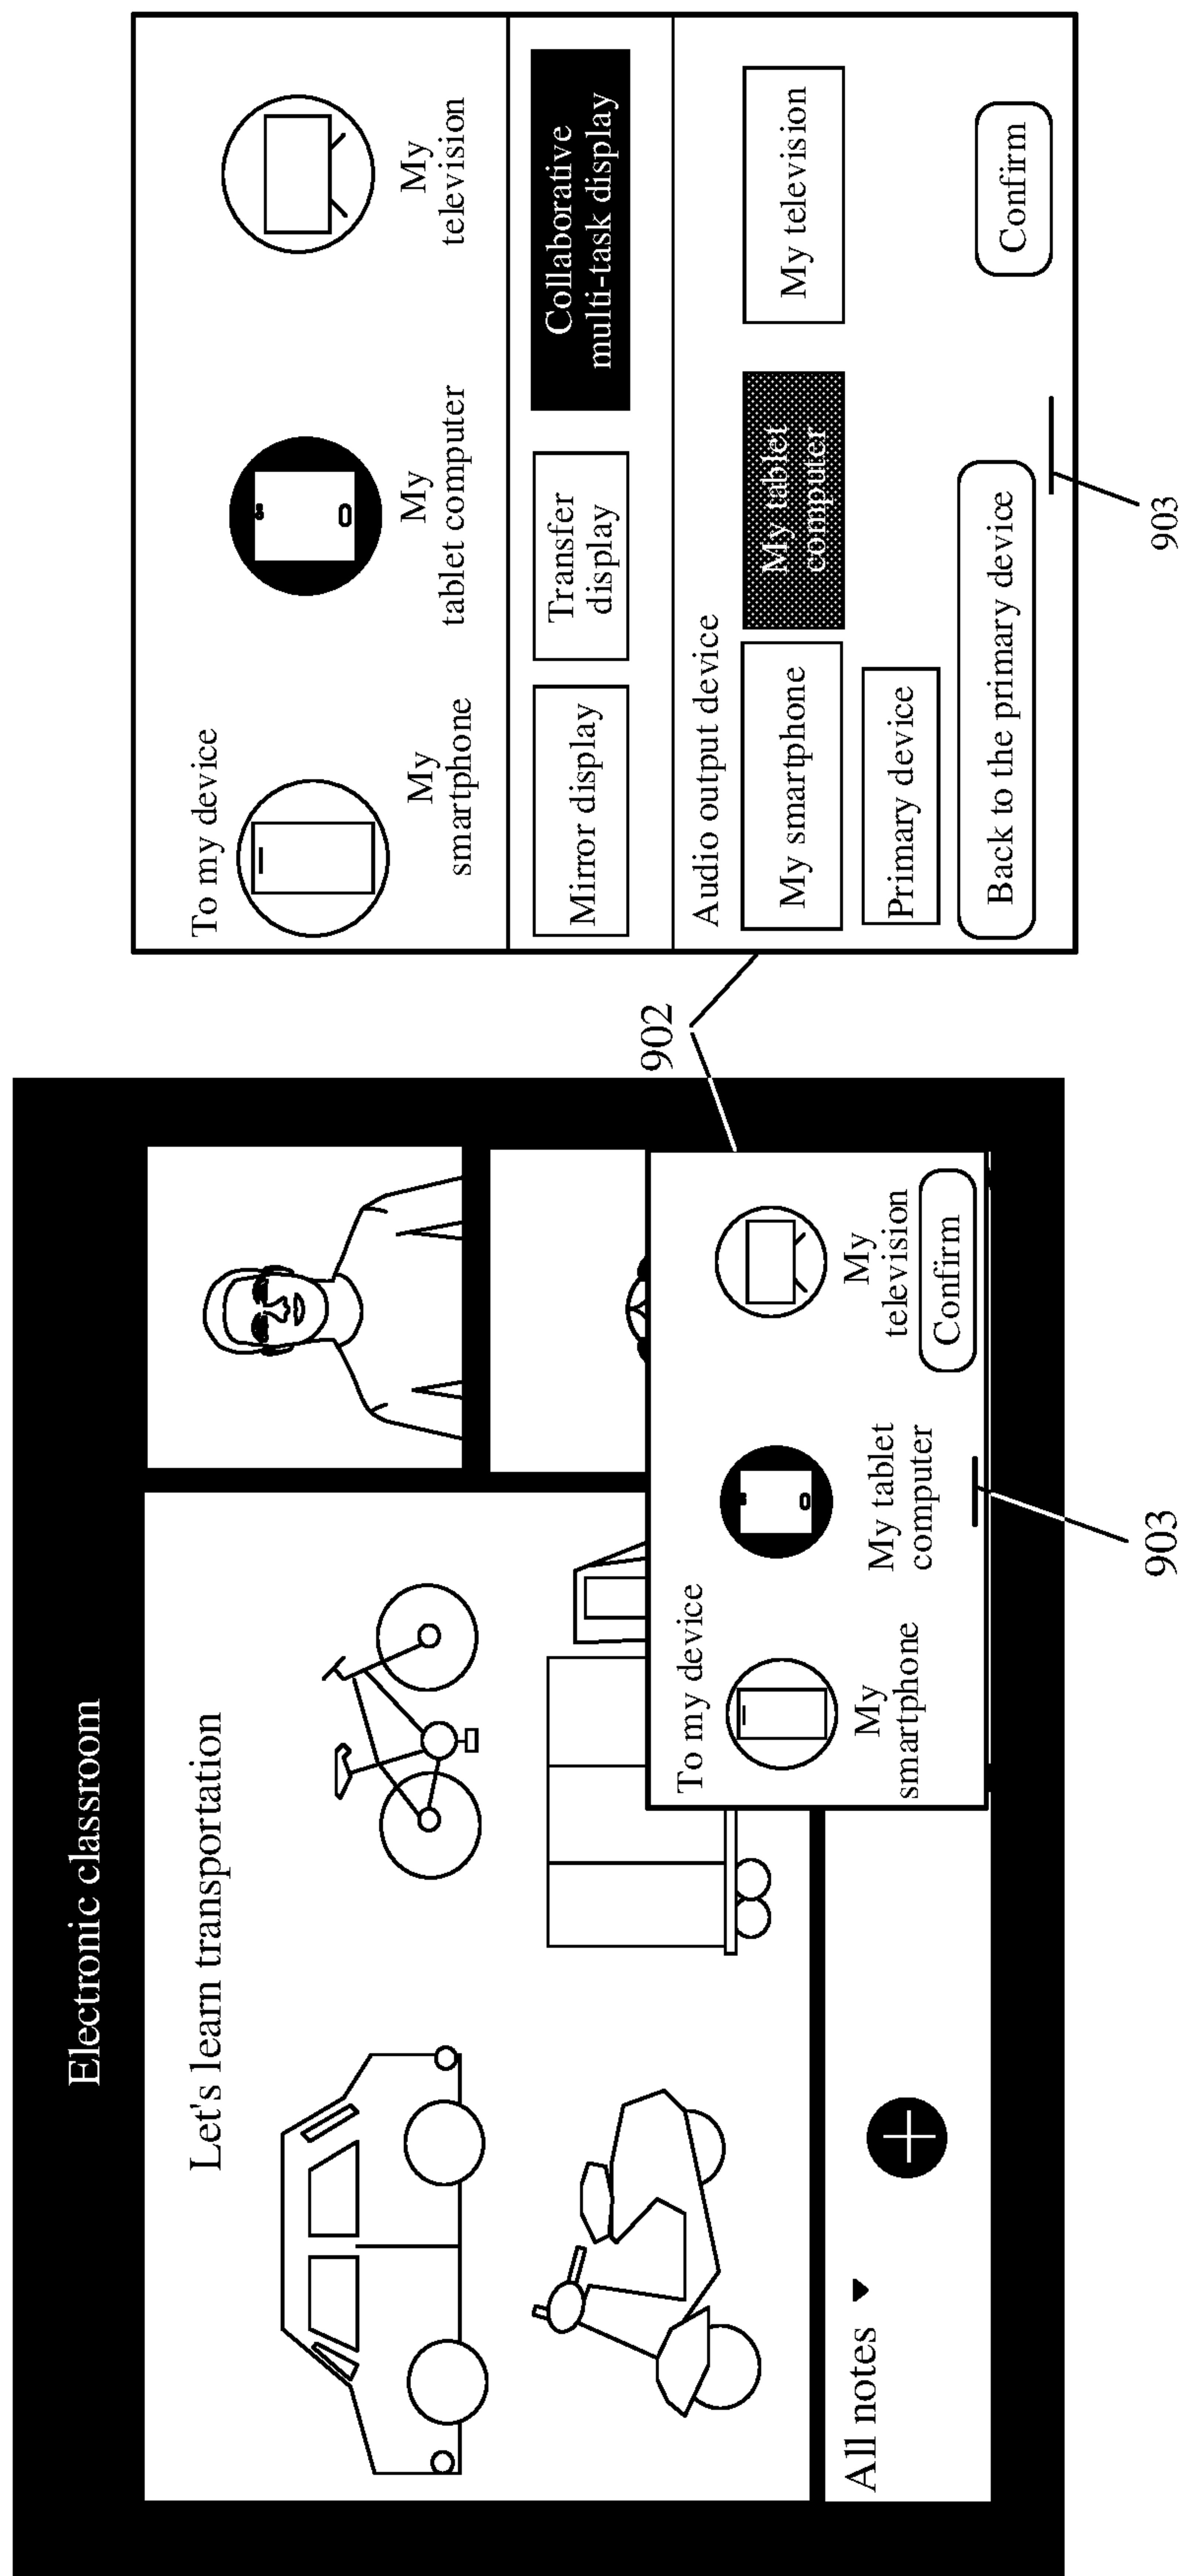 Electronic classroom
Let's learn transportation
All notes
To my device
My
smartphone
My tablet
computer
My
television
Confirm
903
902
To my device
My
smartphone
My
tablet computer
My
television
Mirror display
Transfer
display
Collaborative
multi-task display
Audio output device
My smartphone
My tablet
computer
My television
Primary device
Back to the primary device
Confirm
903